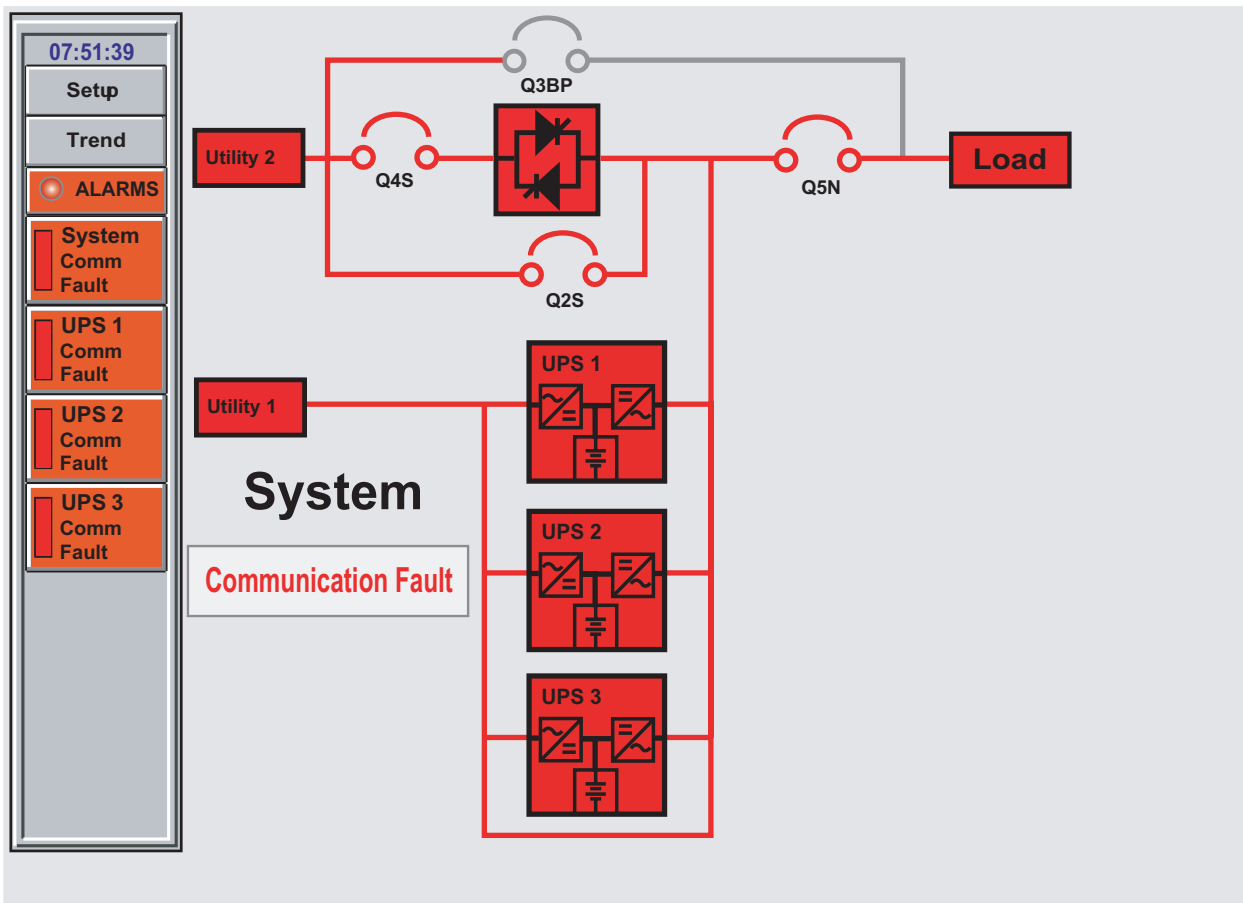 07:51:39
Setup
Trend
ALARMS
System
Comm
Fault
UPS 1
Comm
Fault
UPS 2
Comm
Fault
UPS 3
Comm
Fault
Q3BP
Utility 2
Q4S
Q5N
Load
Q2S
Utility 1
UPS 1
System
Communication Fault
UPS 2
UPS 3